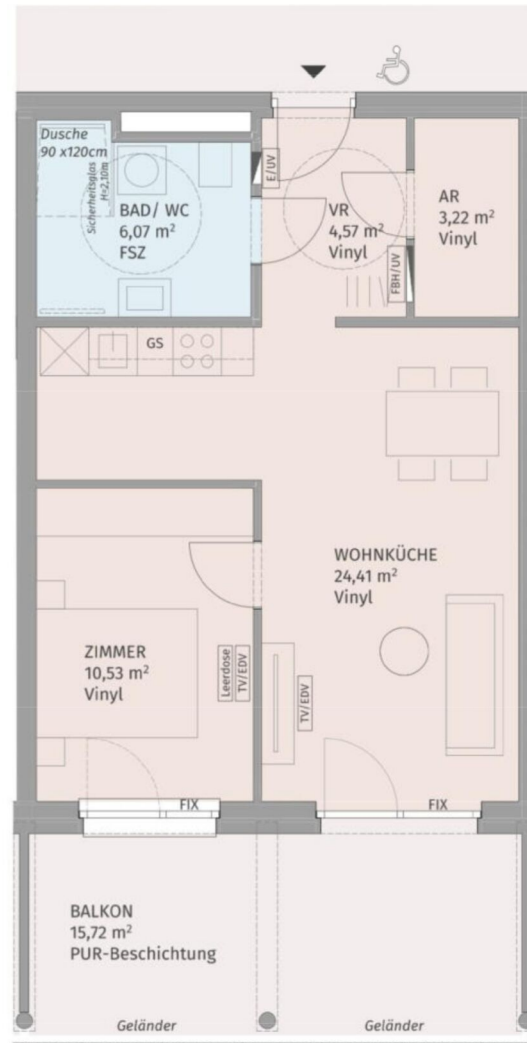 Dusche
90 x120cm
Sicherheitsglas
H=2,10m
BAD/ WC
6,07 m²
FSZ
E/UV
VR
4,57 m²
Vinyl
AR
3,22 m²
Vinyl
FBH/UV
GS
WOHNKÜCHE
24,41 m²
Vinyl
ZIMMER
10,53 m²
Vinyl
Leerdose
TV/EDV
TV/EDV
FIX
FIX
BALKON
15,72 m²
PUR-Beschichtung
Geländer
Geländer